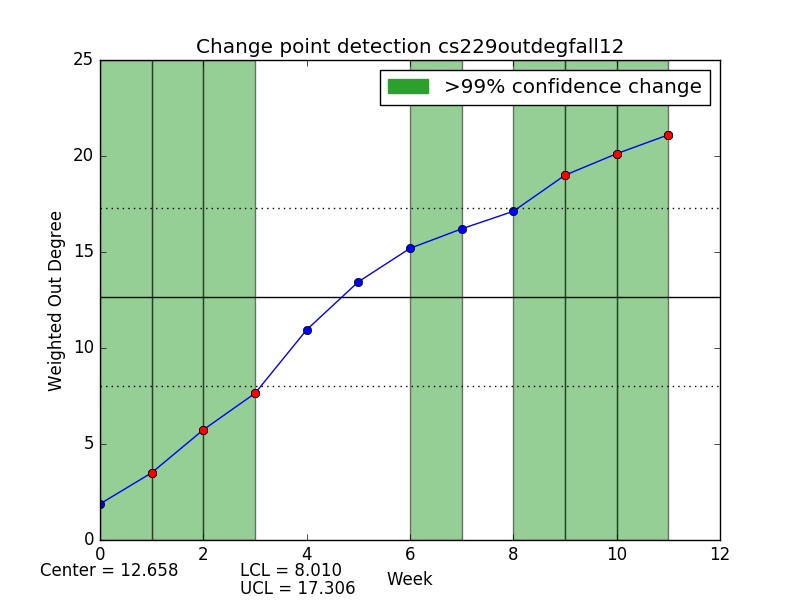 Change point detection cs229outdegfall12
>99% confidence change
25
20
15
10
5
0
Weighted Out Degree
0 2 4 6 8 10 12
Center = 12.658 LCL = 8.010
Week
UCL = 17.306